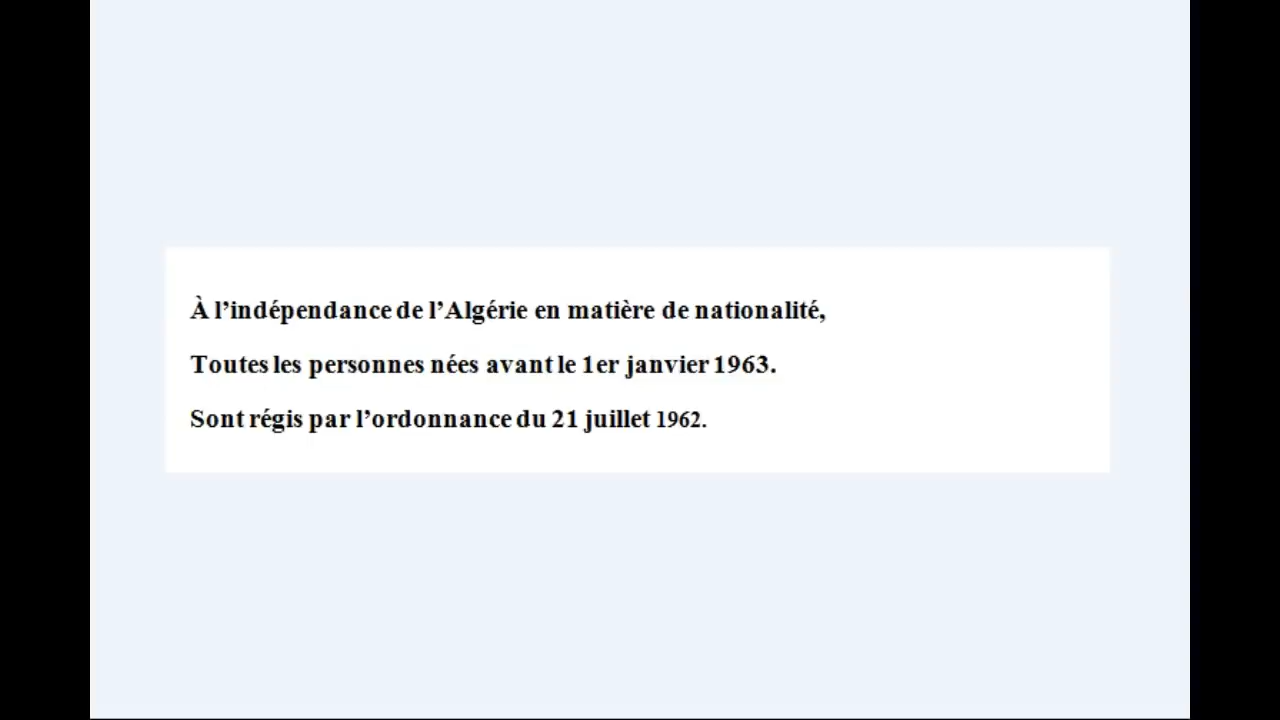 À l’indépendance de l’Algérie en matière de nationalité,
Toutes les personnes nées avant le 1er janvier 1963.
Sont régis par l’ordonnance du 21 juillet 1962.